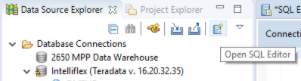 Data Source Explorer Project Explorer *SQL E
Connecti
Database Connections
Open SQL Editor
2650 MPP Data Warehouse
Intelliflex (Teradata v. 16.20.32.35)